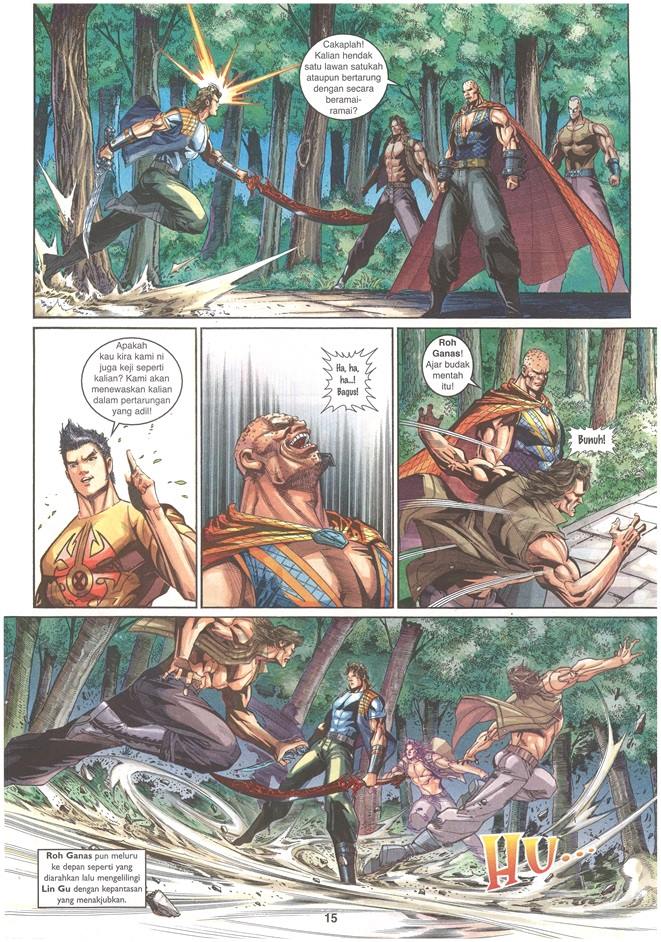 Cakaplah!
Kalian hendak
satu lawan satukah
ataupun bertarung
dengan secara
beramai-
ramai?
Apakah
kau kira kami ni
juga keji seperti
kalian? Kami akan
menewaskan kalian
dalam pertarungan
yang adil!
Ha, ha,
ha...!
Bagus!
Roh
Ganas!
Ajar budak
mentah
itu!
Bunuh!
Roh Ganas pun meluru
ke depan seperti yang
diarahkan lalu mengelilingi
Lin Gu dengan kepantasan
yang menakjubkan.
HU...
15